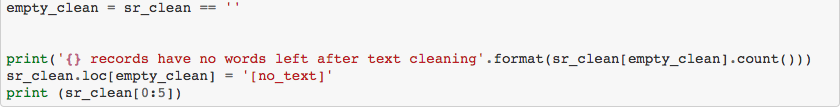 empty_clean = sr_clean == ''
print('{} records have no words left after text cleaning'.format(sr_clean[empty_clean].count()))
sr_clean.loc[empty_clean] = '[no_text]'
print (sr_clean[0:5])